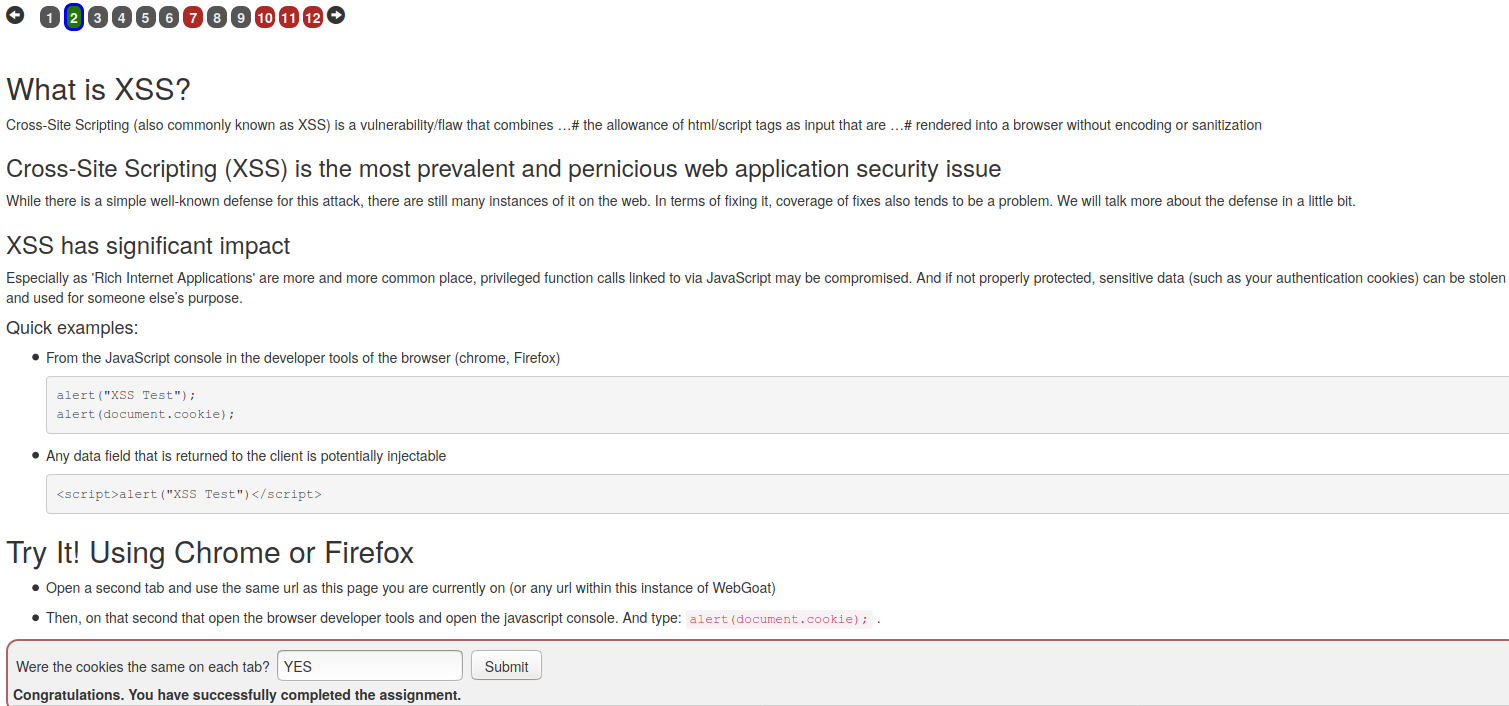 1 2 3 4 5 6 7 8 9 10 11 12
What is XSS?
Cross-Site Scripting (also commonly known as XSS) is a vulnerability/flaw that combines …# the allowance of html/script tags as input that are …# rendered into a browser without encoding or sanitization
Cross-Site Scripting (XSS) is the most prevalent and pernicious web application security issue
While there is a simple well-known defense for this attack, there are still many instances of it on the web. In terms of fixing it, coverage of fixes also tends to be a problem. We will talk more about the defense in a little bit.
XSS has significant impact
Especially as 'Rich Internet Applications' are more and more common place, privileged function calls linked to via JavaScript may be compromised. And if not properly protected, sensitive data (such as your authentication cookies) can be stolen
and used for someone else's purpose.
Quick examples:
• From the JavaScript console in the developer tools of the browser (chrome, Firefox)
alert("XSS Test");
alert(document.cookie);
• Any data field that is returned to the client is potentially injectable
<script>alert("XSS Test")</script>
Try It! Using Chrome or Firefox
• Open a second tab and use the same url as this page you are currently on (or any url within this instance of WebGoat)
• Then, on that second that open the browser developer tools and open the javascript console. And type: alert(document.cookie); .
Were the cookies the same on each tab? YES Submit
Congratulations. You have successfully completed the assignment.